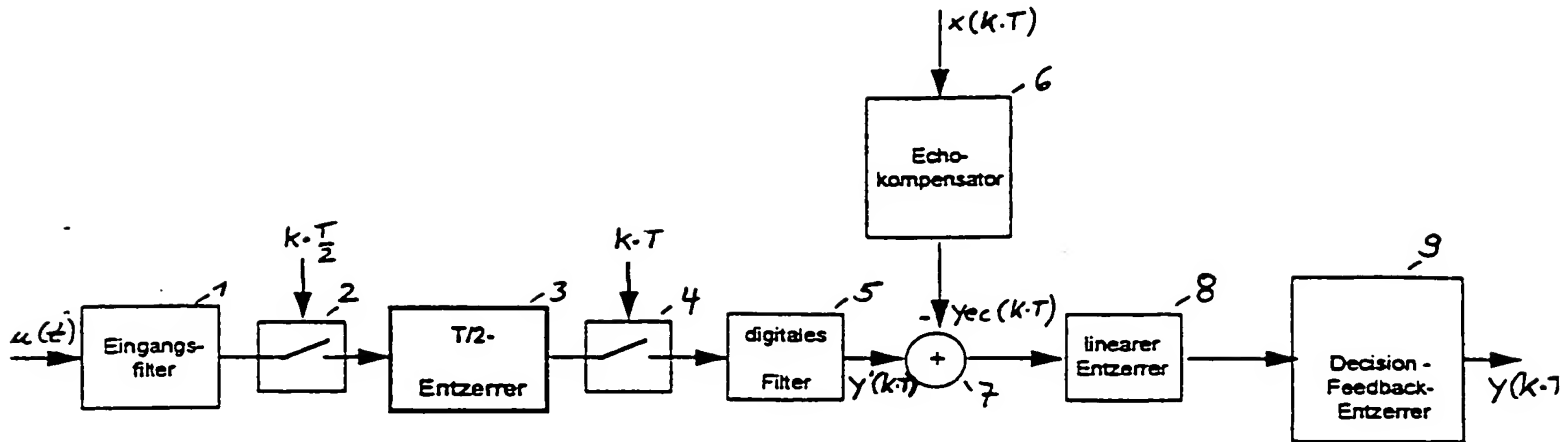 x(k·T)
6
Echo-
kompensator
k·T/2
k·T
9
1
2
3
4
5
8
u(t)
Eingangs-
filter
T/2-
Entzerrer
digitales
Filter
y'(k·T)
-
yec(k·T)
+
7
linearer
Entzerrer
Decision -
Feedback-
Entzerrer
y(k·T